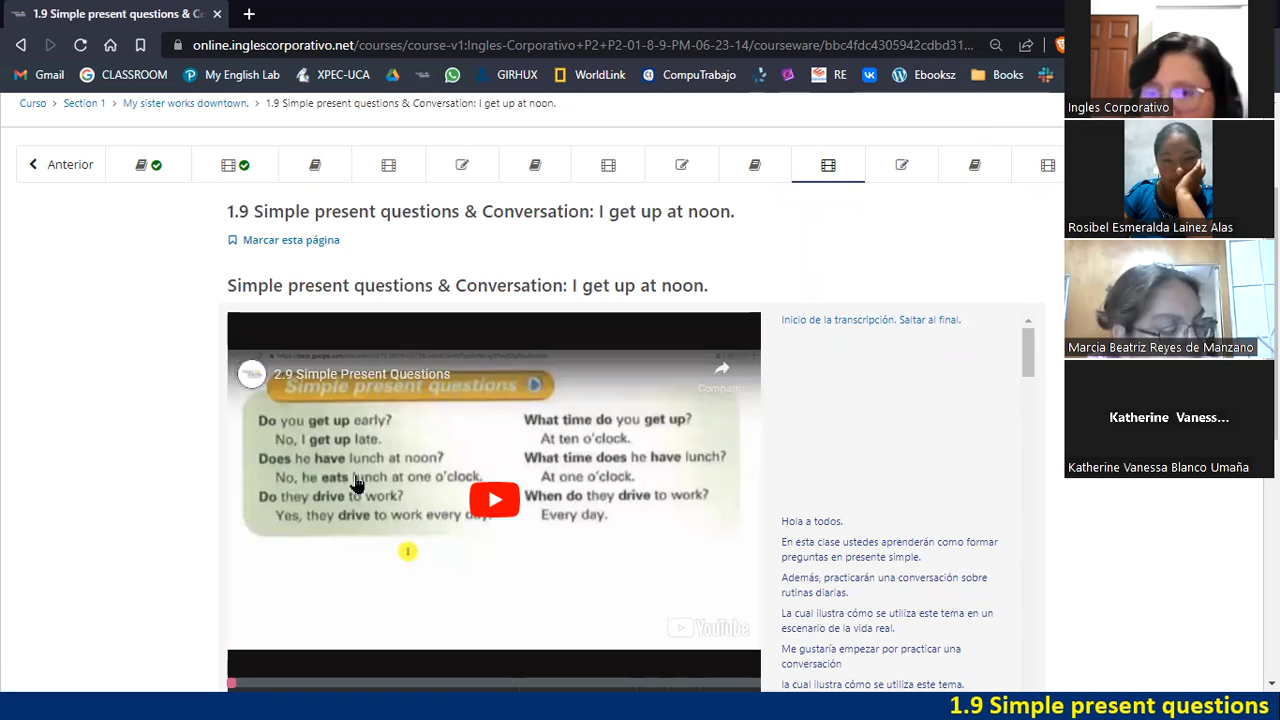 1.9 Simple present questions & Co
online.inglescorporativo.net/courses/course-v1:Ingles-Corporativo+P2+P2-01-8-9-PM-06-23-14/courseware/bbc4fdc4305942cdbd31...
Gmail CLASSROOM My English Lab XPEC-UCA GIRHUX WorldLink CompuTrabajo RE Ebooksz Books
Curso Section 1 My sister works downtown. 1.9 Simple present questions & Conversation: I get up at noon.
Anterior
1.9 Simple present questions & Conversation: I get up at noon.
Marcar esta página
Simple present questions & Conversation: I get up at noon.
2.9 Simple Present Questions
Compartir
Simple present questions
Do you get up early?
No, I get up late.
Does he have lunch at noon?
No, he eats lunch at one o'clock.
Do they drive to work?
Yes, they drive to work every day.
What time do you get up?
At ten o'clock.
What time does he have lunch?
At one o'clock.
When do they drive to work?
Every day.
YouTube
Inicio de la transcripción. Saltar al final.
Hola a todos.
En esta clase ustedes aprenderán como formar
preguntas en presente simple.
Además, practicarán una conversación sobre
rutinas diarias.
La cual ilustra cómo se utiliza este tema en un
escenario de la vida real.
Me gustaría empezar por practicar una
conversación
la cual ilustra cómo se utiliza este tema.
Ingles Corporativo
Rosibel Esmeralda Lainez Alas
Marcia Beatriz Reyes de Manzano
Katherine Vaness...
Katherine Vanessa Blanco Umaña
1.9 Simple present questions